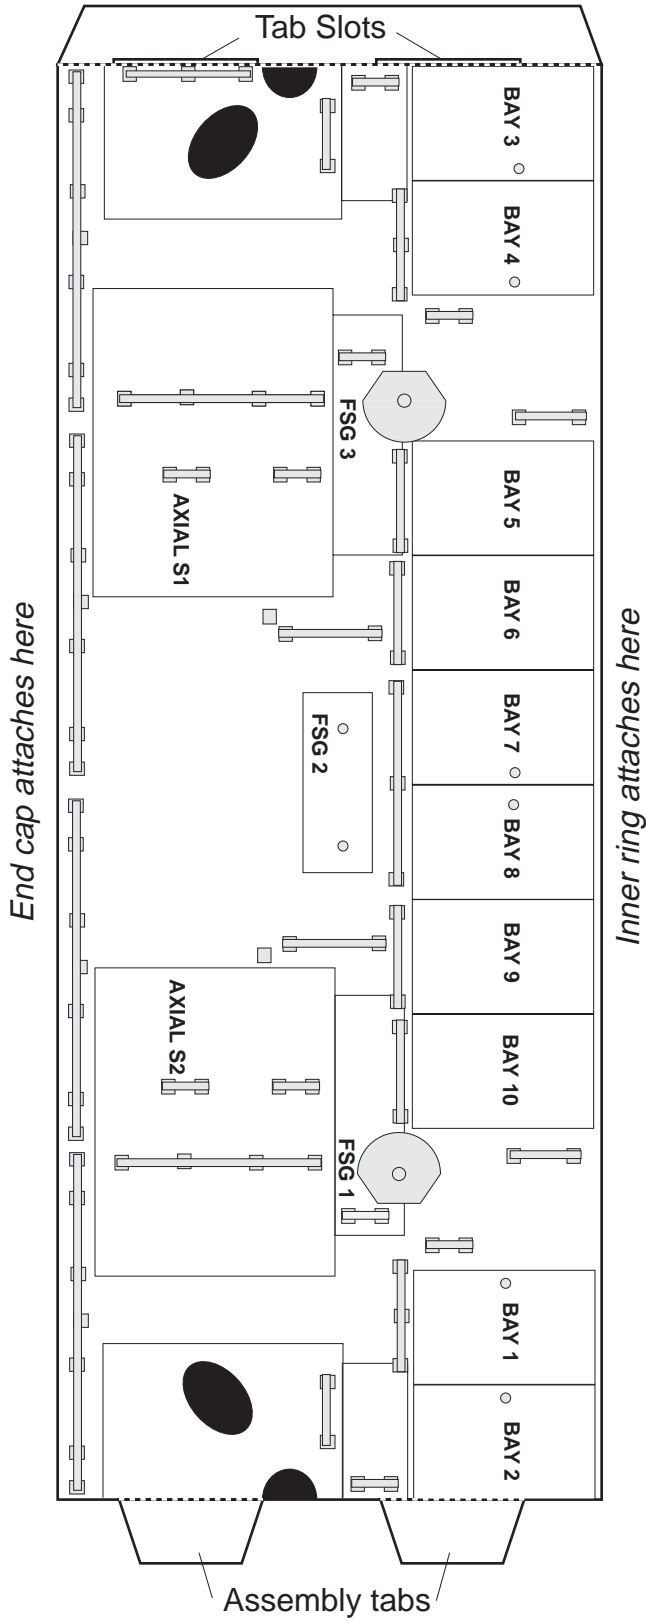 Tab Slots
BAY 3
BAY 4
FSG 3
BAY 5
AXIAL S1
BAY 6
End cap attaches here
Inner ring attaches here
FSG 2
BAY 7
BAY 8
BAY 9
AXIAL S2
BAY 10
FSG 1
BAY 1
BAY 2
Assembly tabs